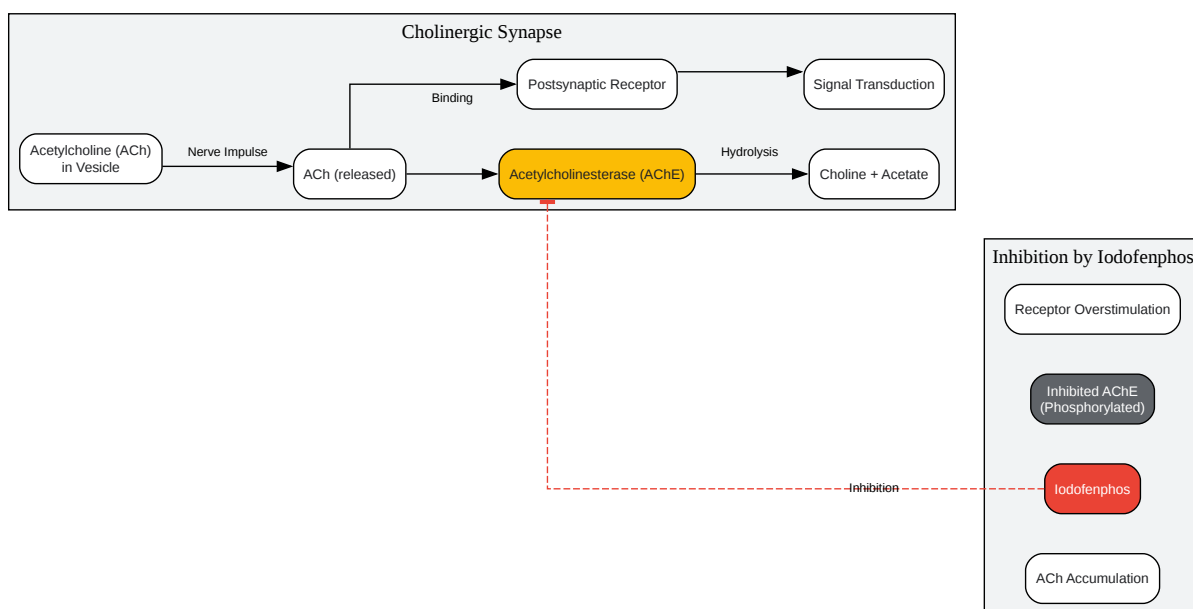 Cholinergic Synapse
Postsynaptic Receptor
Signal Transduction
Binding
Acetylcholine (ACh)
in Vesicle
Nerve Impulse
ACh (released)
Acetylcholinesterase (AChE)
Hydrolysis
Choline + Acetate
Inhibition by Iodofenphos
Receptor Overstimulation
Inhibited AChE
(Phosphorylated)
Inhibition
Iodofenphos
ACh Accumulation